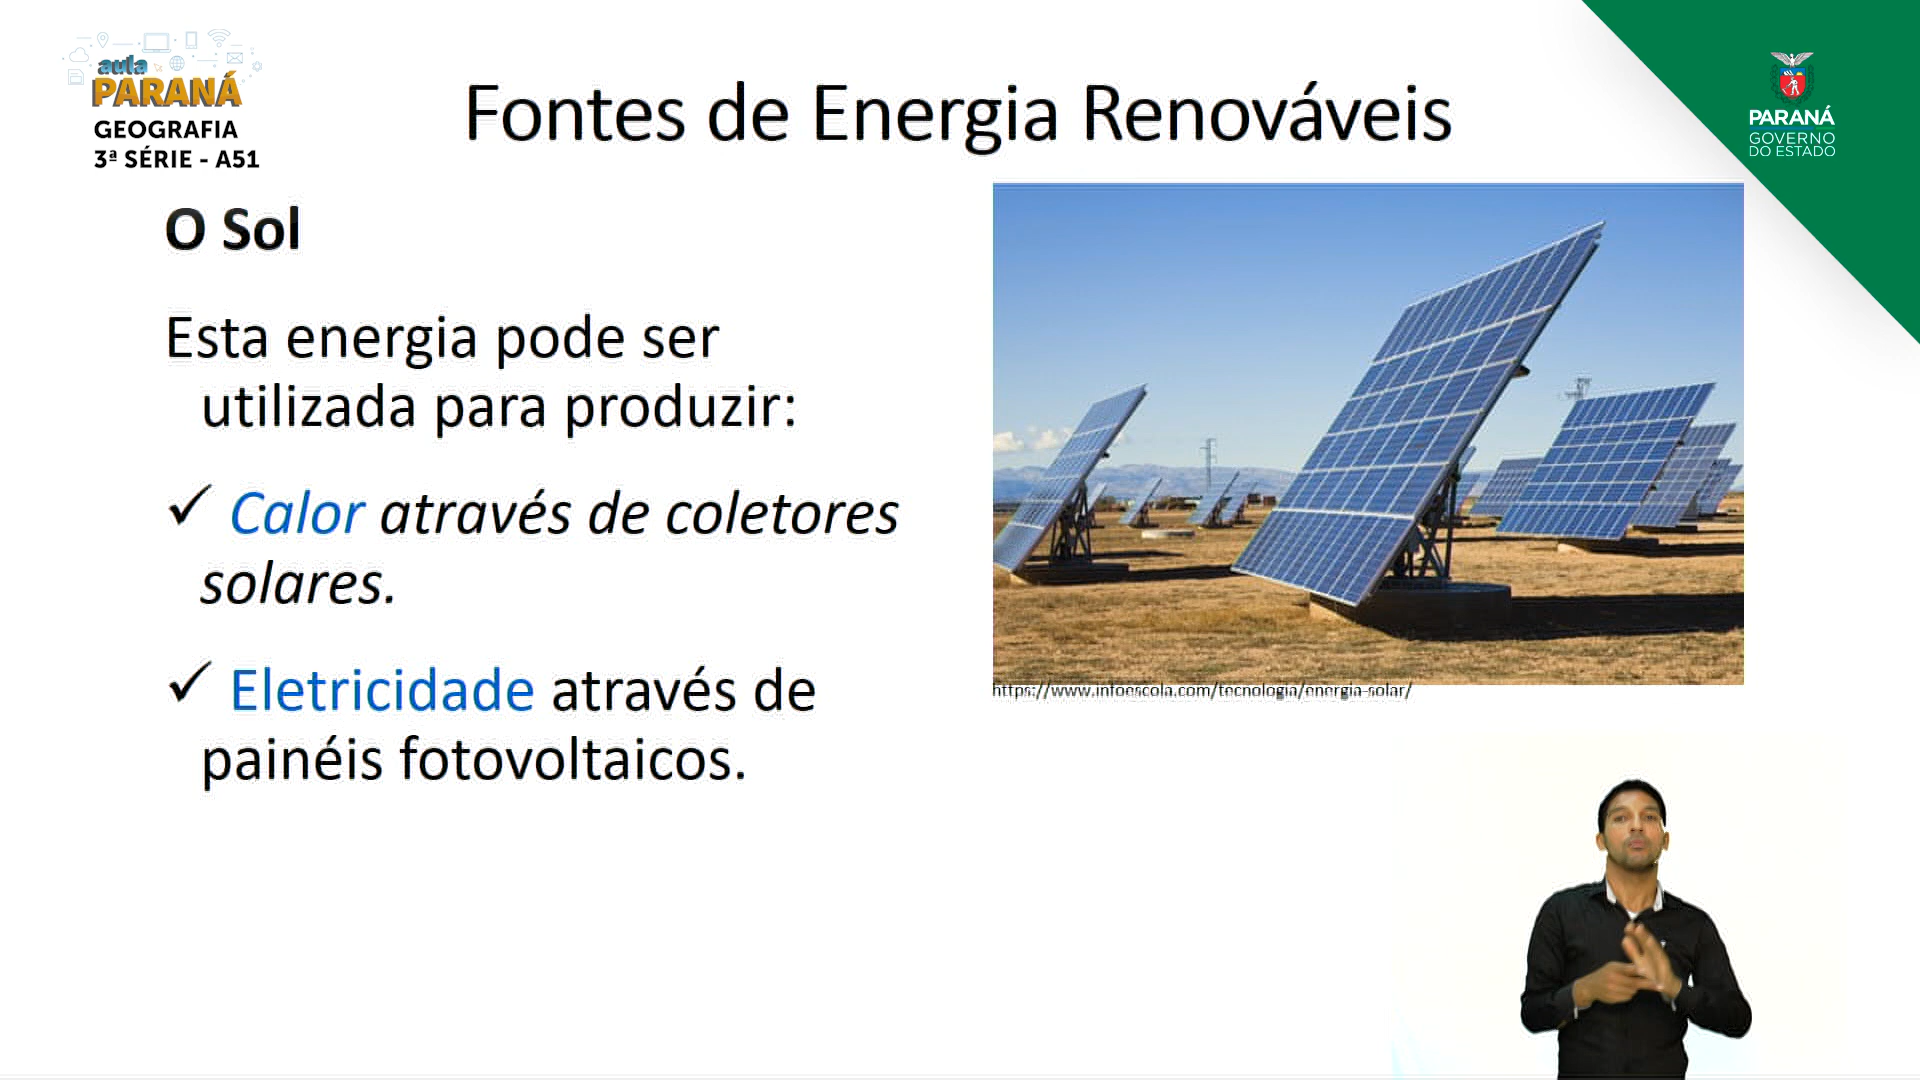 aula
PARANÁ
GEOGRAFIA
3ª SÉRIE - A51
Fontes de Energia Renováveis
PARANÁ
GOVERNO
DO ESTADO
O Sol
Esta energia pode ser
utilizada para produzir:
✓ Calor através de coletores
solares.
✓ Eletricidade através de
painéis fotovoltaicos.
https://www.infoescola.com/tecnologia/energia-solar/